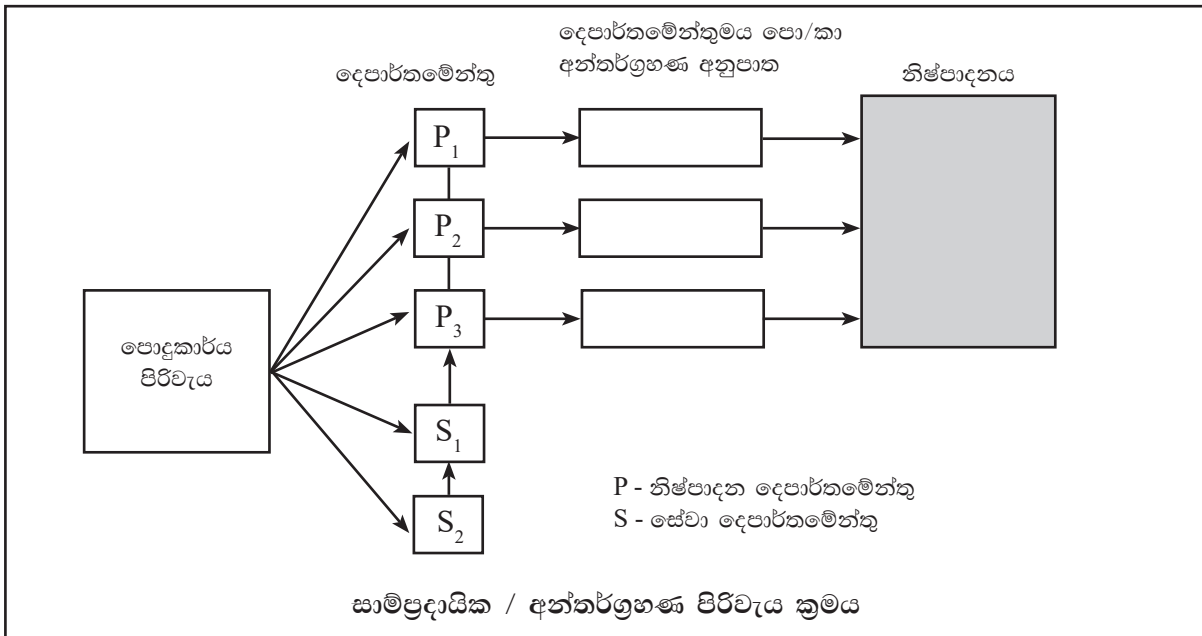 දෙපාර්තමේන්තුමය පො/කා
අන්තර්ග්‍රහණ අනුපාත
දෙපාර්තමේන්තු
නිෂ්පාදනය
P1
P2
P3
පොදුකාර්ය
පිරිවැය
S1
S2
P - නිෂ්පාදන දෙපාර්තමේන්තු
S - සේවා දෙපාර්තමේන්තු
සාම්ප්‍රදායික / අන්තර්ග්‍රහණ පිරිවැය ක්‍රමය